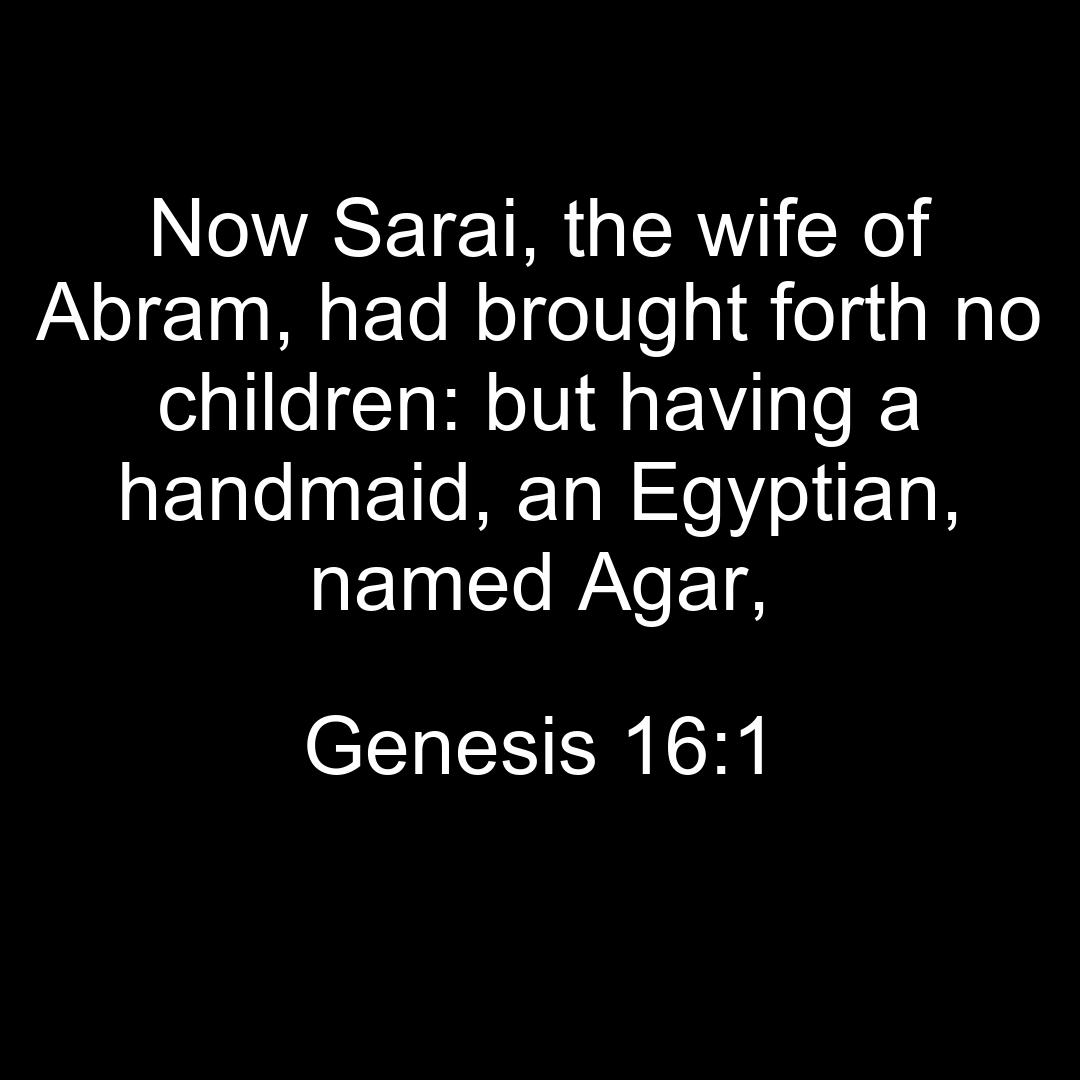 Now Sarai, the wife of
Abram, had brought forth no
children: but having a
handmaid, an Egyptian,
named Agar,
Genesis 16:1